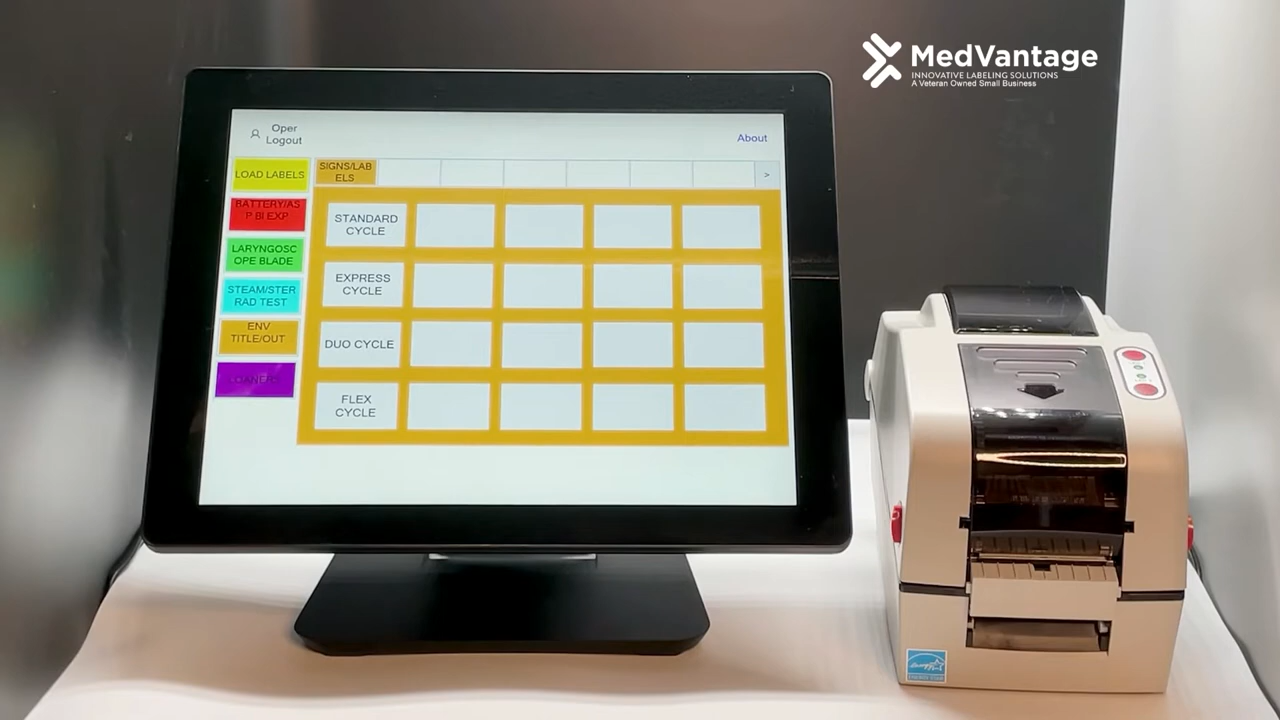 MedVantage
INNOVATIVE LABELING SOLUTIONS
A Veteran Owned Small Business
Oper
Logout
About
LOAD LABELS
BATTERY/AS
P BI EXP
LARYNGOSC
OPE BLADE
STEAM/STER
RAD TEST
ENV
TITLE/OUT
LOANERS
SIGNS/LAB
ELS
>
STANDARD
CYCLE
EXPRESS
CYCLE
DUO CYCLE
FLEX
CYCLE
ENERGY STAR